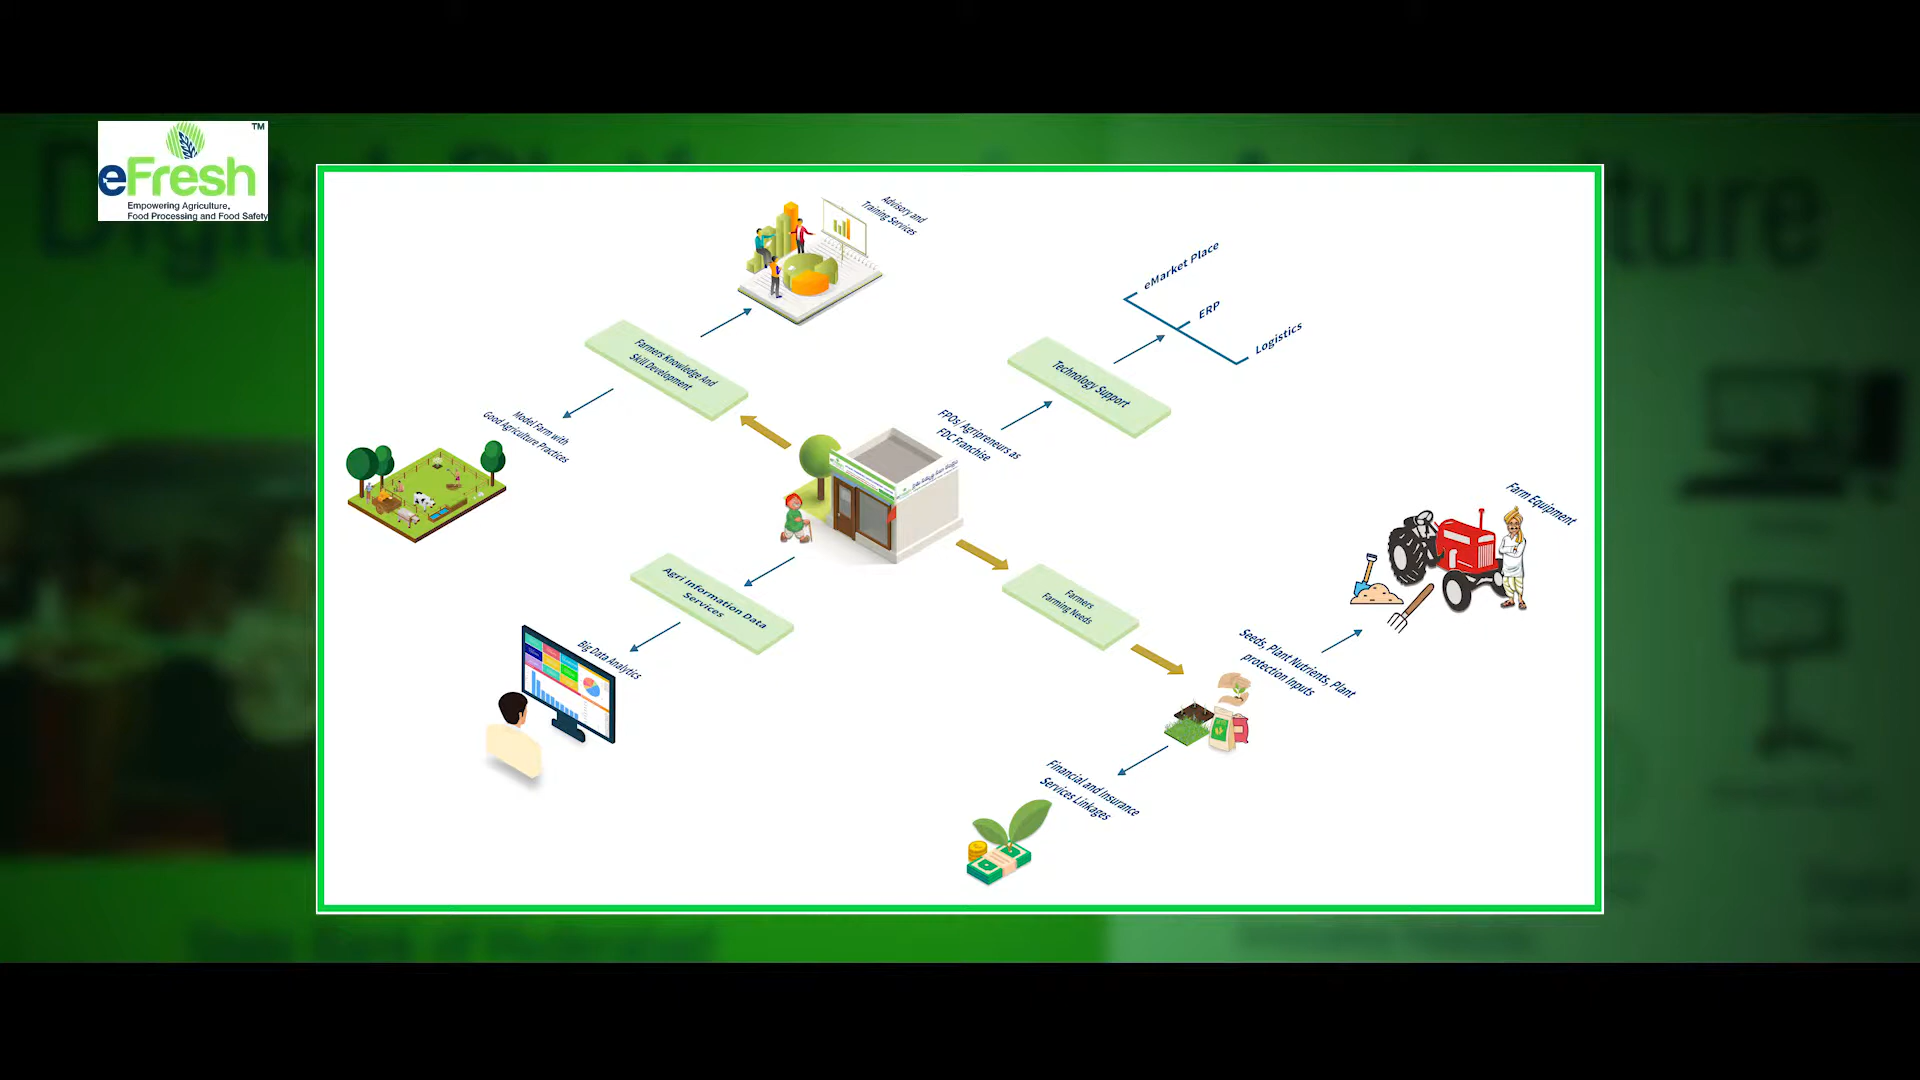 TM
eFresh
Empowering Agriculture,
Food Processing and Food Safety
Advisory and
Training Services
Farmers Knowledge And
Skill Development
Model Farm with
Good Agriculture Practices
eMarket Place
ERP
Logistics
Technology Support
FPOs/ Agripreneurs as
FDC Franchise
Agri Information Data
Services
Big Data Analytics
Farmers
Farming Needs
Farm Equipment
Seeds, Plant Nutrients, Plant
protection Inputs
Financial and Insurance
Services Linkages